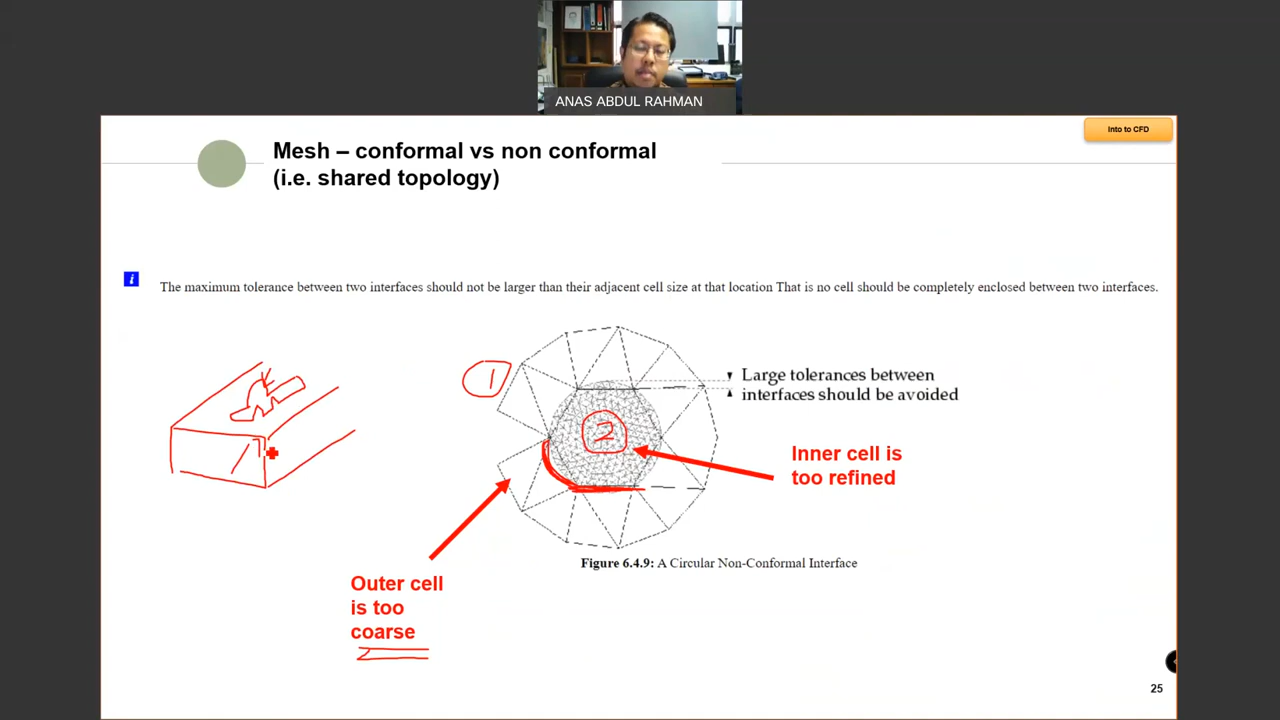 ANAS ABDUL RAHMAN
Into to CFD
Mesh – conformal vs non conformal
(i.e. shared topology)
i
The maximum tolerance between two interfaces should not be larger than their adjacent cell size at that location That is no cell should be completely enclosed between two interfaces.
1
Large tolerances between
interfaces should be avoided
2
Inner cell is
too refined
Figure 6.4.9: A Circular Non-Conformal Interface
Outer cell
is too
coarse
25